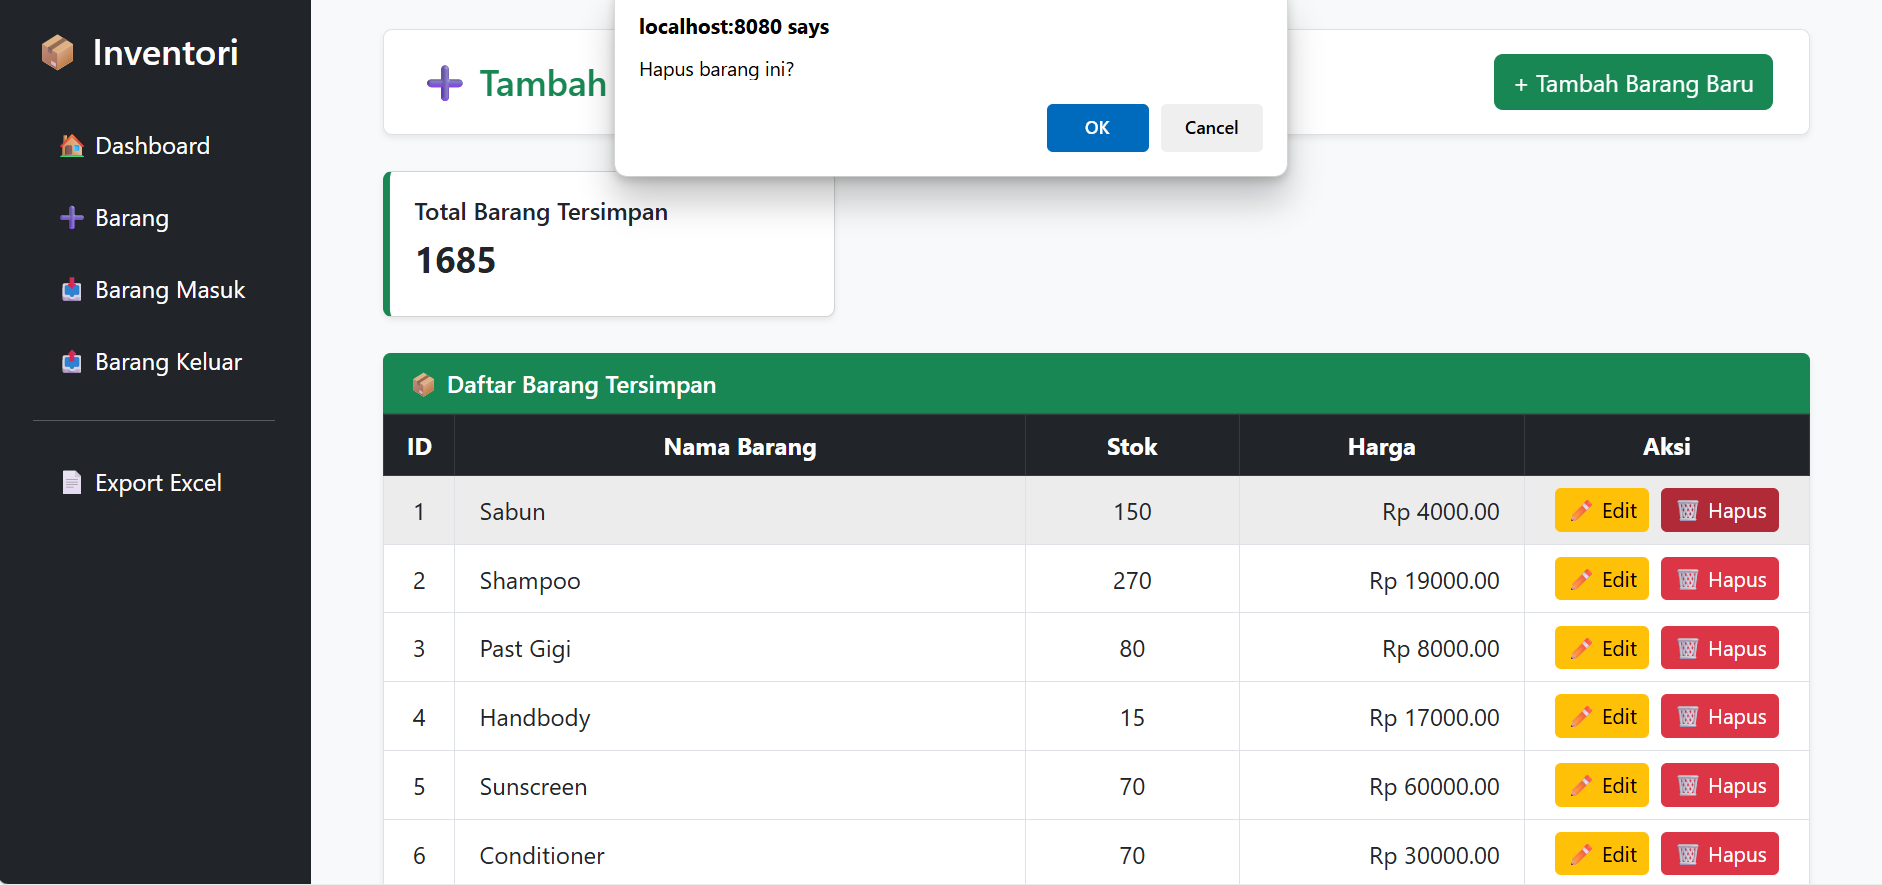 localhost:8080 says
Hapus barang ini?
OK Cancel
Inventori
Dashboard
Barang
Barang Masuk
Barang Keluar
Export Excel
Tambah
+ Tambah Barang Baru
Total Barang Tersimpan
1685
Daftar Barang Tersimpan
ID Nama Barang Stok Harga Aksi
1 Sabun 150 Rp 4000.00 Edit Hapus
2 Shampoo 270 Rp 19000.00 Edit Hapus
3 Past Gigi 80 Rp 8000.00 Edit Hapus
4 Handbody 15 Rp 17000.00 Edit Hapus
5 Sunscreen 70 Rp 60000.00 Edit Hapus
6 Conditioner 70 Rp 30000.00 Edit Hapus